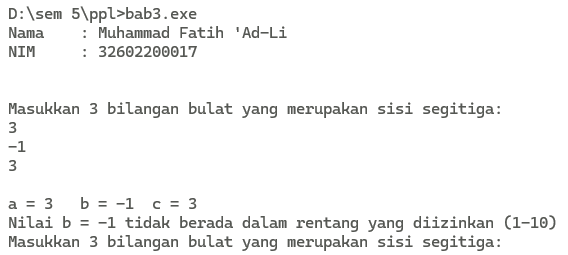 D:\sem 5\ppl>bab3.exe
Nama    : Muhammad Fatih 'Ad-Li
NIM     : 32602200017
Masukkan 3 bilangan bulat yang merupakan sisi segitiga:
3
-1
3
a = 3   b = -1  c = 3
Nilai b = -1 tidak berada dalam rentang yang diizinkan (1-10)
Masukkan 3 bilangan bulat yang merupakan sisi segitiga: